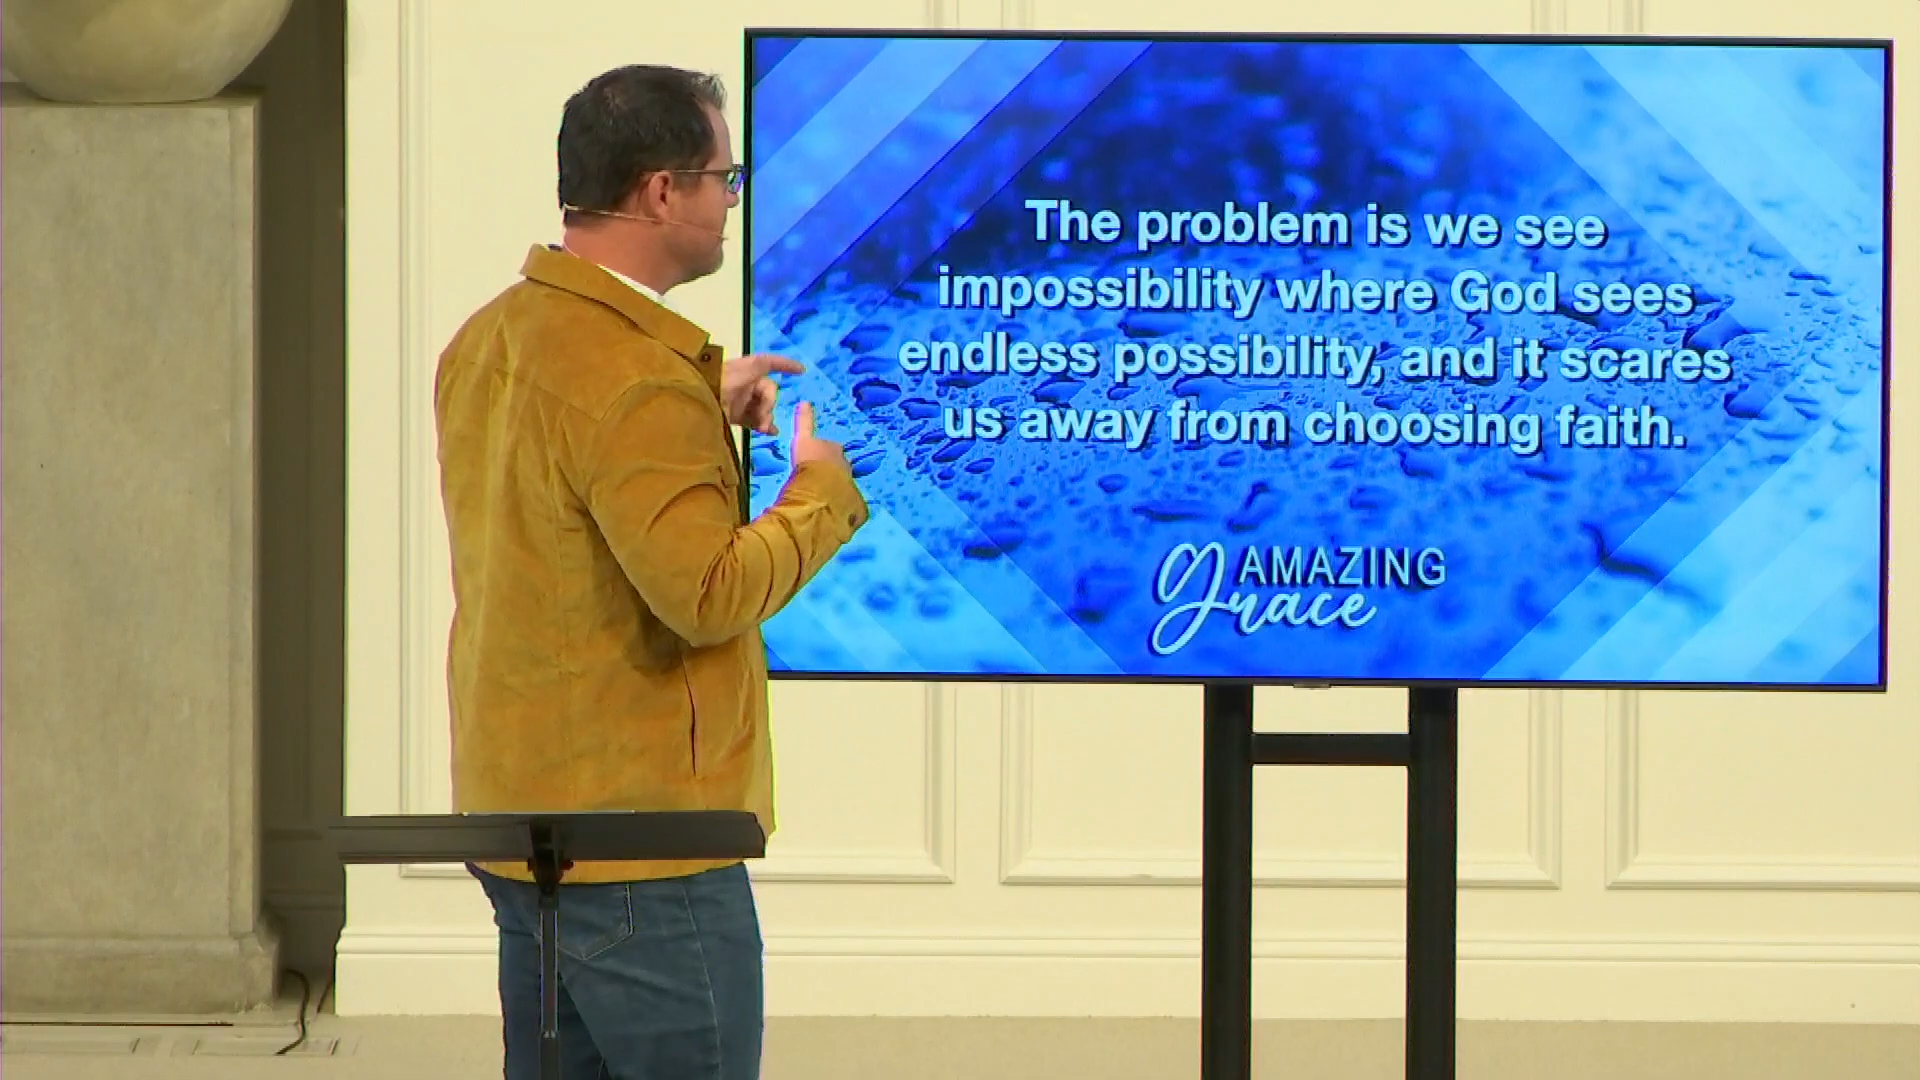 The problem is we see
impossibility where God sees
endless possibility, and it scares
us away from choosing faith.
AMAZING
Grace